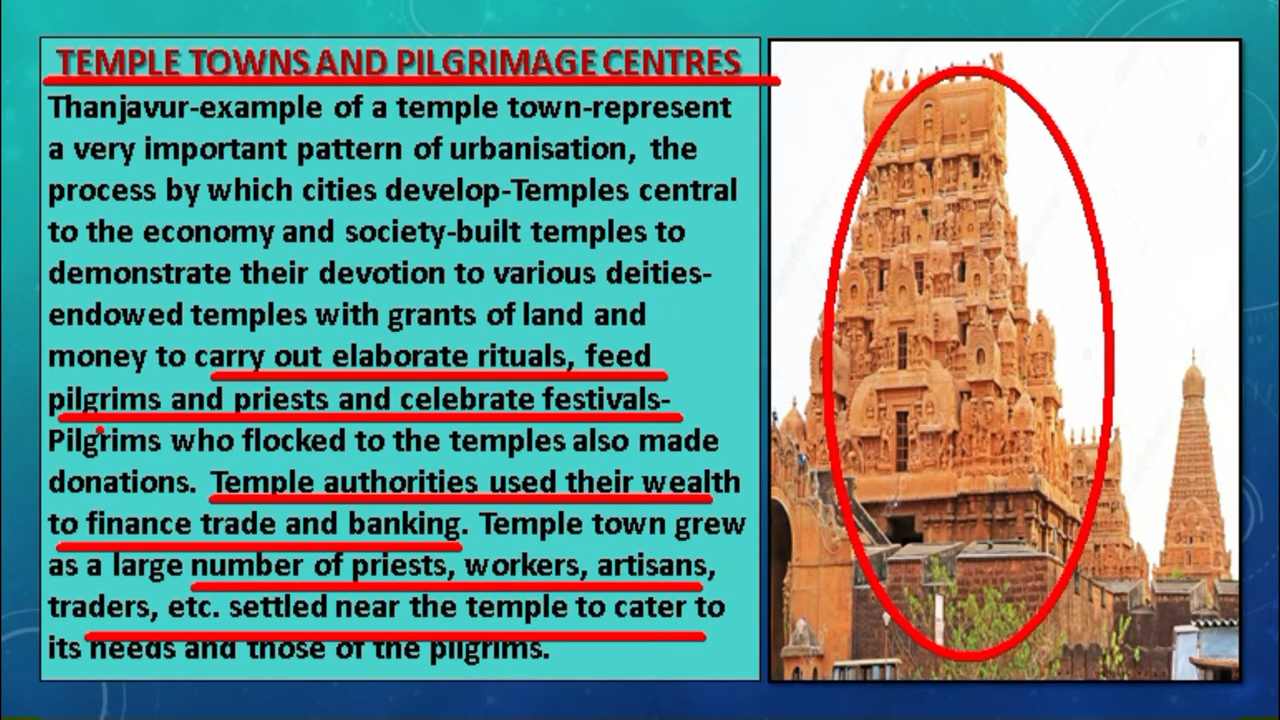 TEMPLE TOWNS AND PILGRIMAGE CENTRES
Thanjavur-example of a temple town-represent
a very important pattern of urbanisation, the
process by which cities develop-Temples central
to the economy and society-built temples to
demonstrate their devotion to various deities-
endowed temples with grants of land and
money to carry out elaborate rituals, feed
pilgrims and priests and celebrate festivals-
Pilgrims who flocked to the temples also made
donations. Temple authorities used their wealth
to finance trade and banking. Temple town grew
as a large number of priests, workers, artisans,
traders, etc. settled near the temple to cater to
its needs and those of the pilgrims.